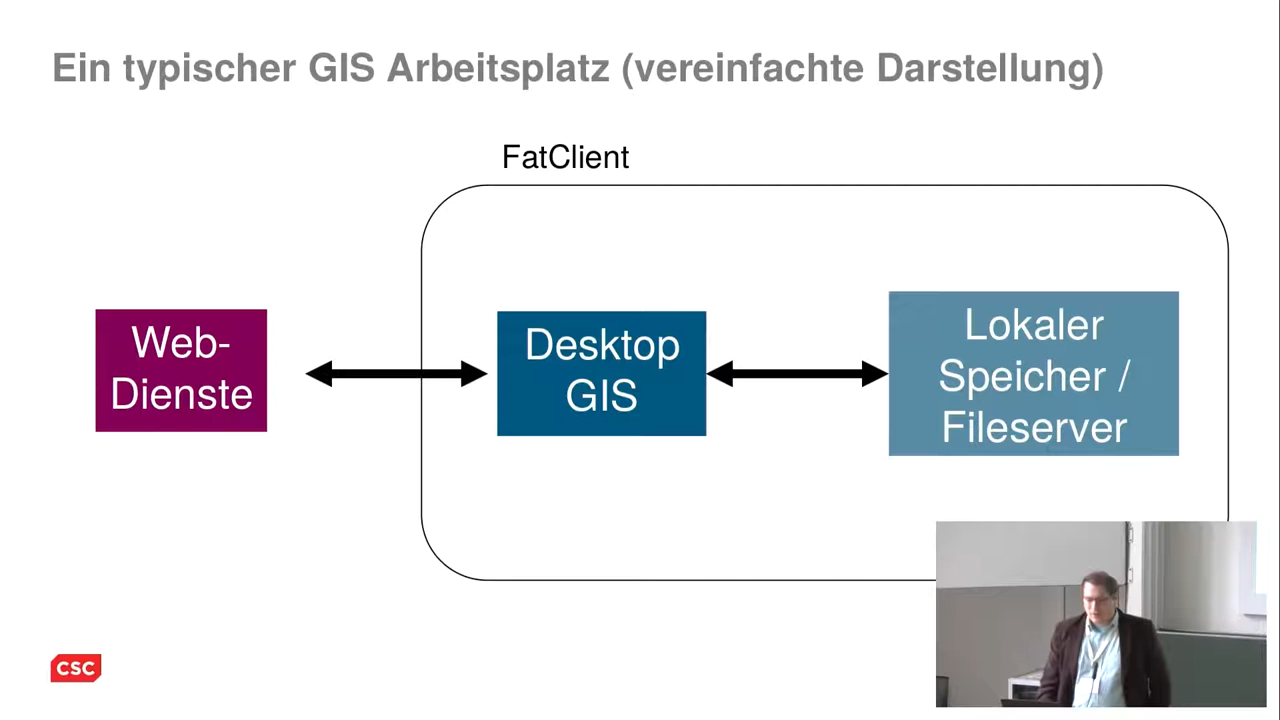 Ein typischer GIS Arbeitsplatz (vereinfachte Darstellung)
FatClient
Web-
Dienste
Desktop
GIS
Lokaler
Speicher /
Fileserver
CSC